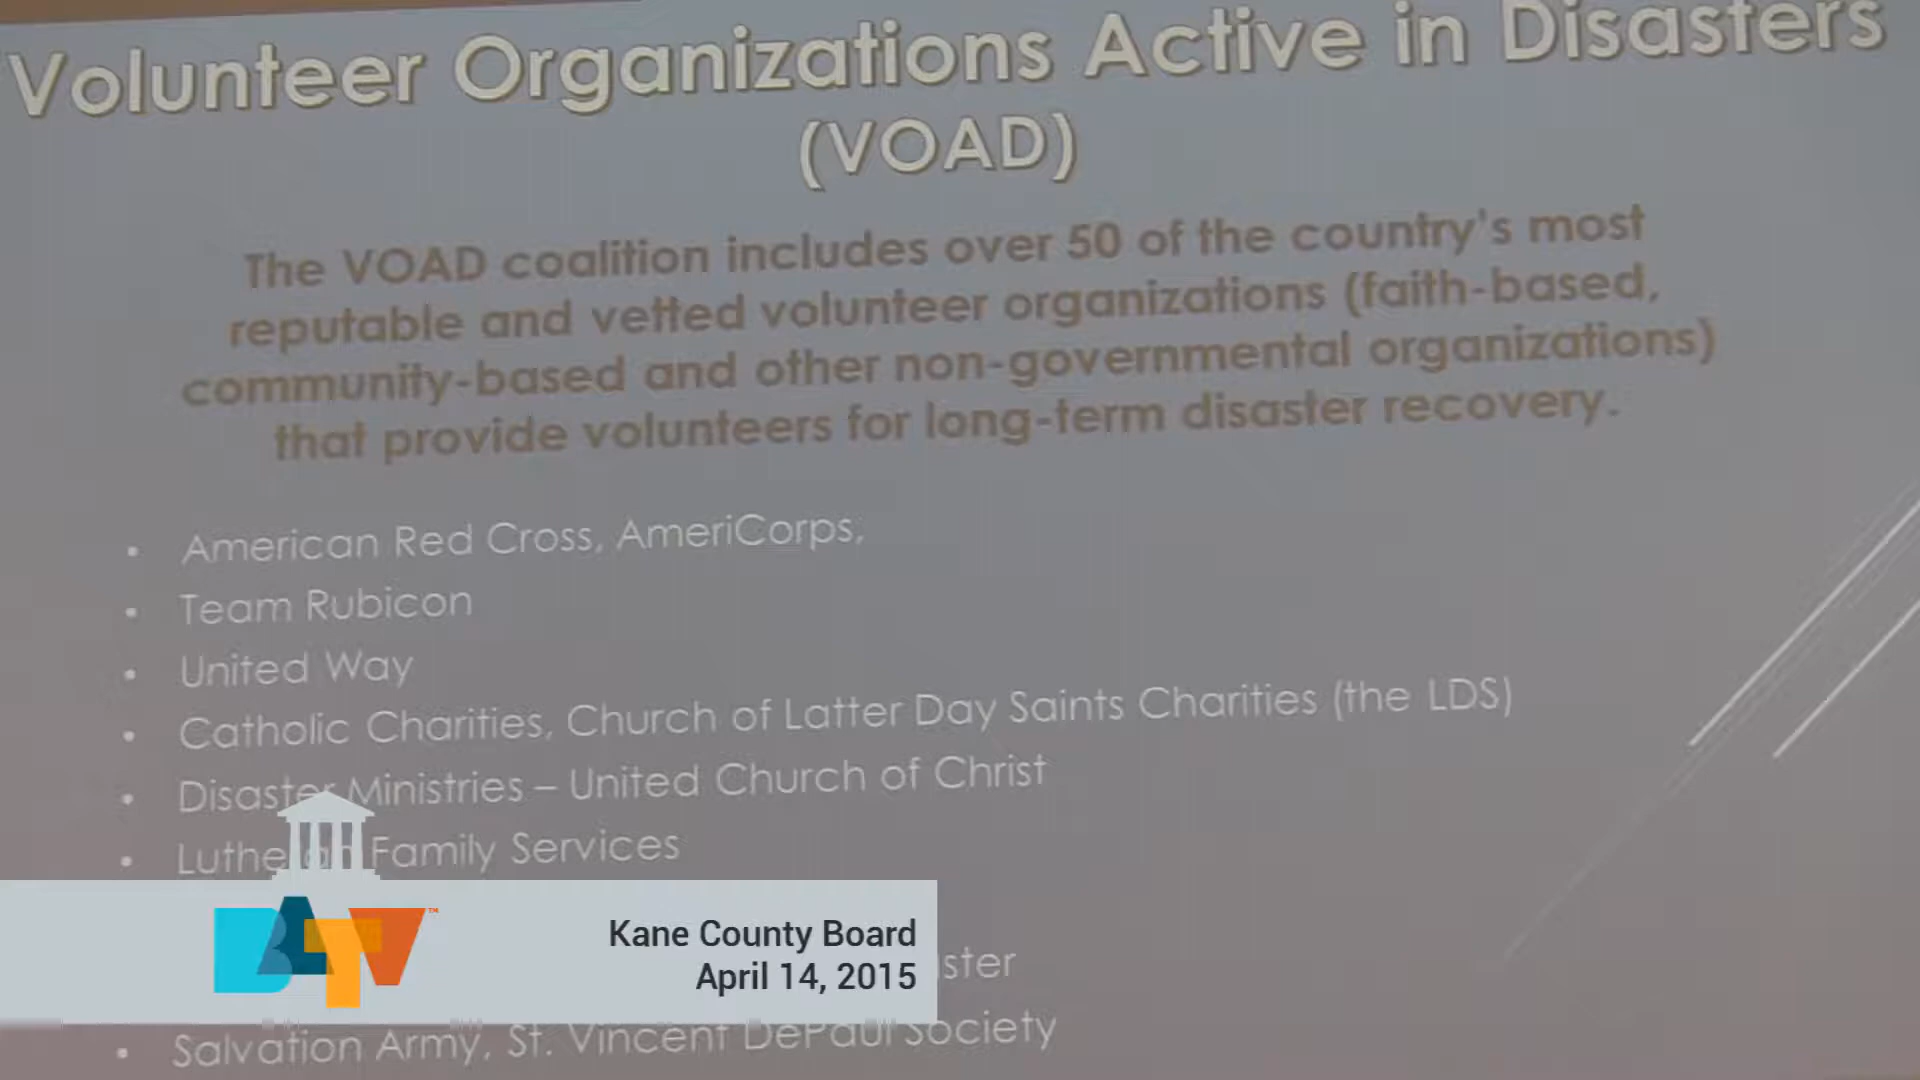 Volunteer Organizations Active in Disasters
(VOAD)
The VOAD coalition includes over 50 of the country's most
reputable and vetted volunteer organizations (faith-based,
community-based and other non-governmental organizations)
that provide volunteers for long-term disaster recovery.
• American Red Cross, AmeriCorps,
• Team Rubicon
• United Way
• Catholic Charities, Church of Latter Day Saints Charities (the LDS)
• Disaster Ministries – United Church of Christ
• Lutheran Family Services
BATV™
Kane County Board
April 14, 2015
• Salvation Army, St. Vincent DePaul Society